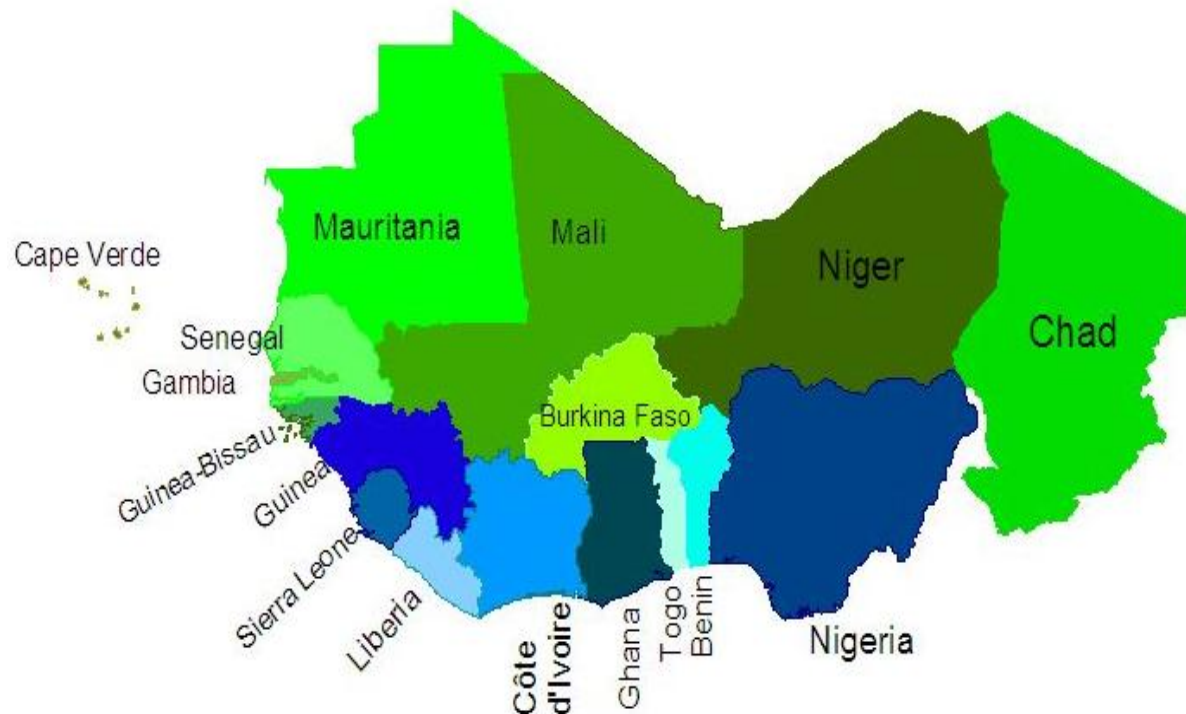 Mauritania
Mali
Niger
Cape Verde
Chad
Senegal
Gambia
Burkina Faso
Guinea-Bissau
Guinea
Sierra Leone
Liberia
Côte
d'Ivoire
Ghana
Togo
Benin
Nigeria